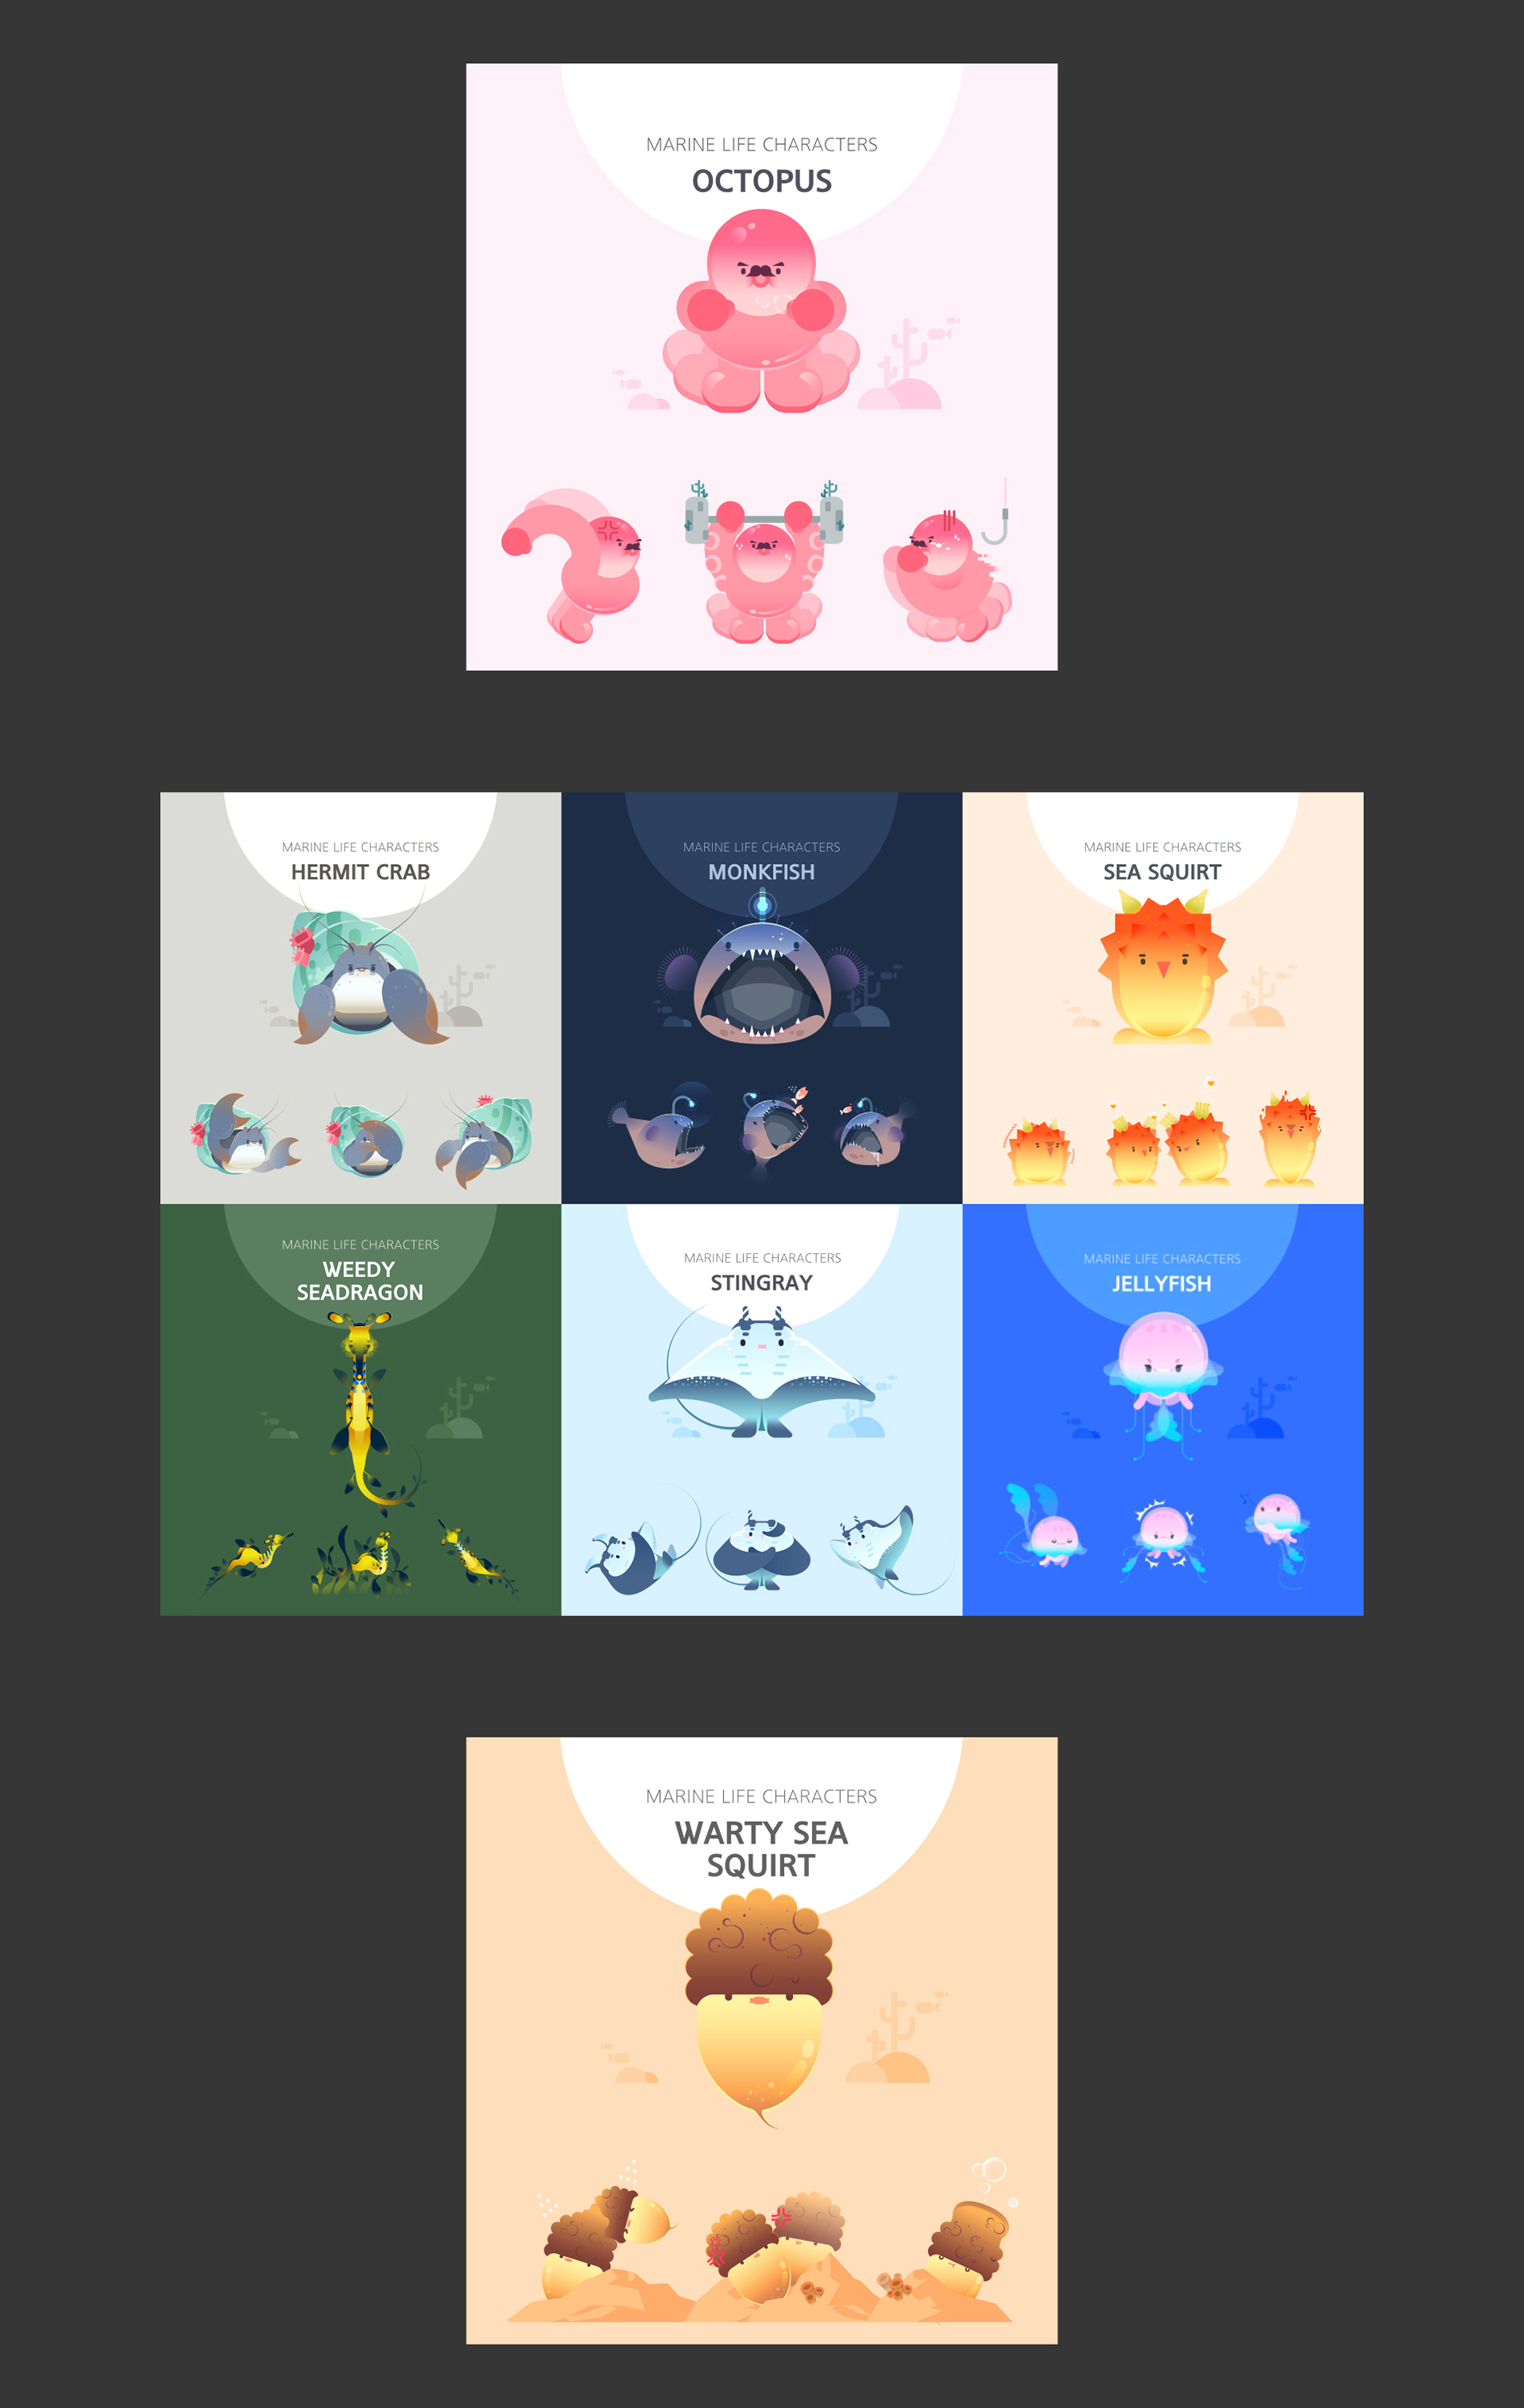 MARINE LIFE CHARACTERS
OCTOPUS
MARINE LIFE CHARACTERS
HERMIT CRAB
MARINE LIFE CHARACTERS
MONKFISH
MARINE LIFE CHARACTERS
SEA SQUIRT
MARINE LIFE CHARACTERS
WEEDY
SEADRAGON
MARINE LIFE CHARACTERS
STINGRAY
MARINE LIFE CHARACTERS
JELLYFISH
MARINE LIFE CHARACTERS
WARTY SEA
SQUIRT